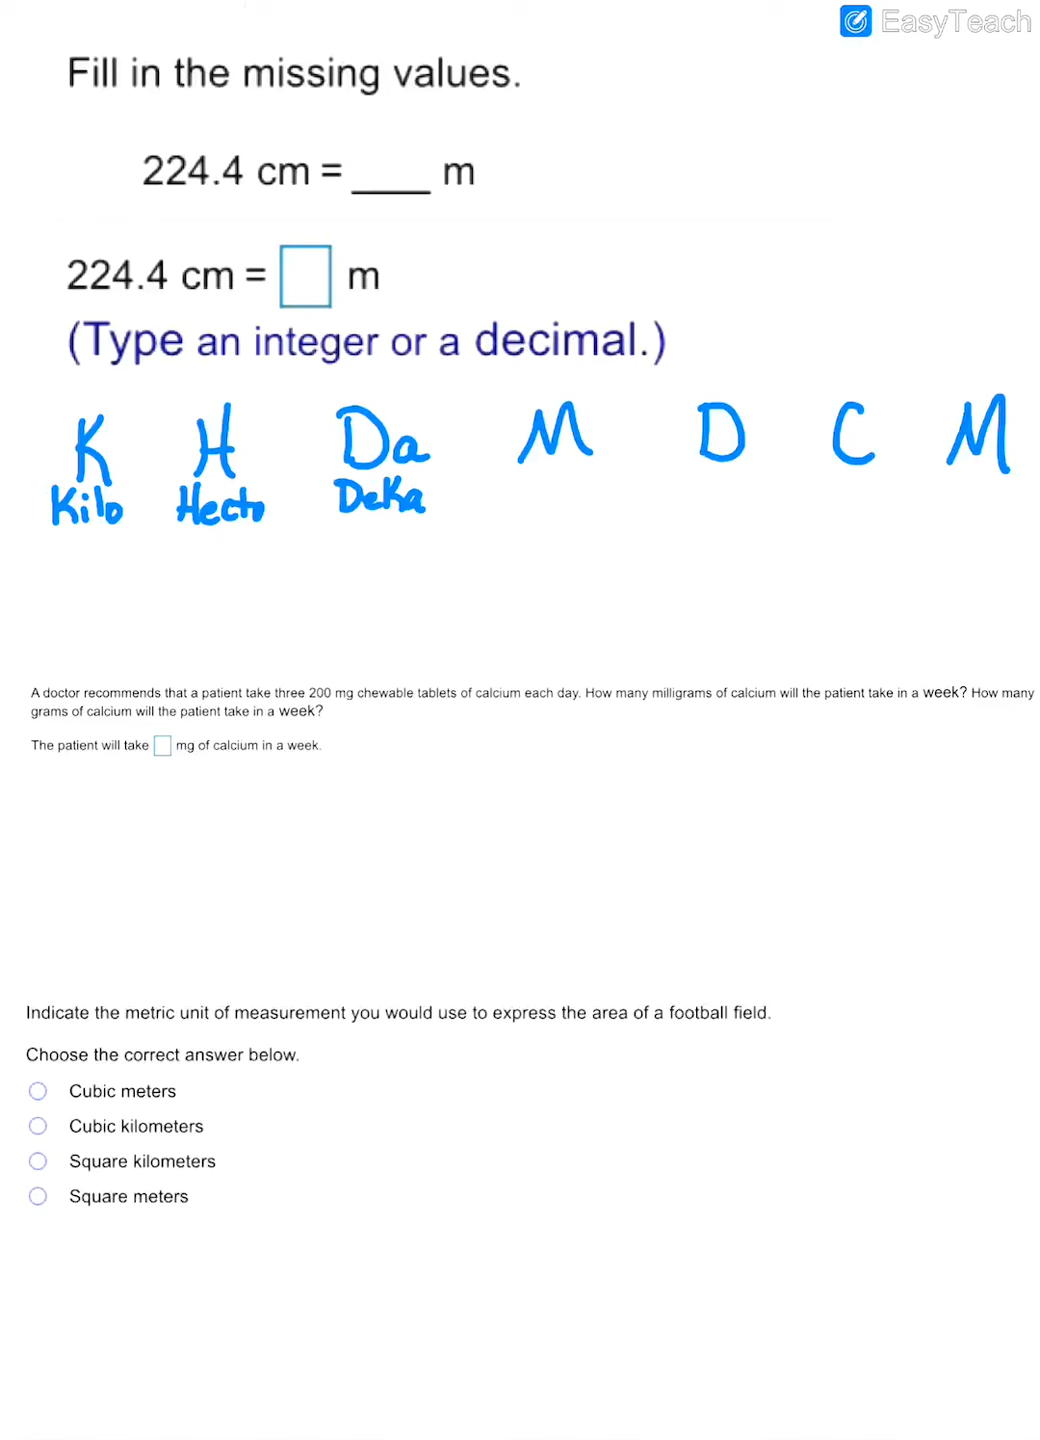 EasyTeach
Fill in the missing values.
224.4 cm = ____ m
224.4 cm = m
(Type an integer or a decimal.)
K H Da M D C M
Kilo Hecto Deka
A doctor recommends that a patient take three 200 mg chewable tablets of calcium each day. How many milligrams of calcium will the patient take in a week? How many
grams of calcium will the patient take in a week?
The patient will take mg of calcium in a week.
Indicate the metric unit of measurement you would use to express the area of a football field.
Choose the correct answer below.
Cubic meters
Cubic kilometers
Square kilometers
Square meters